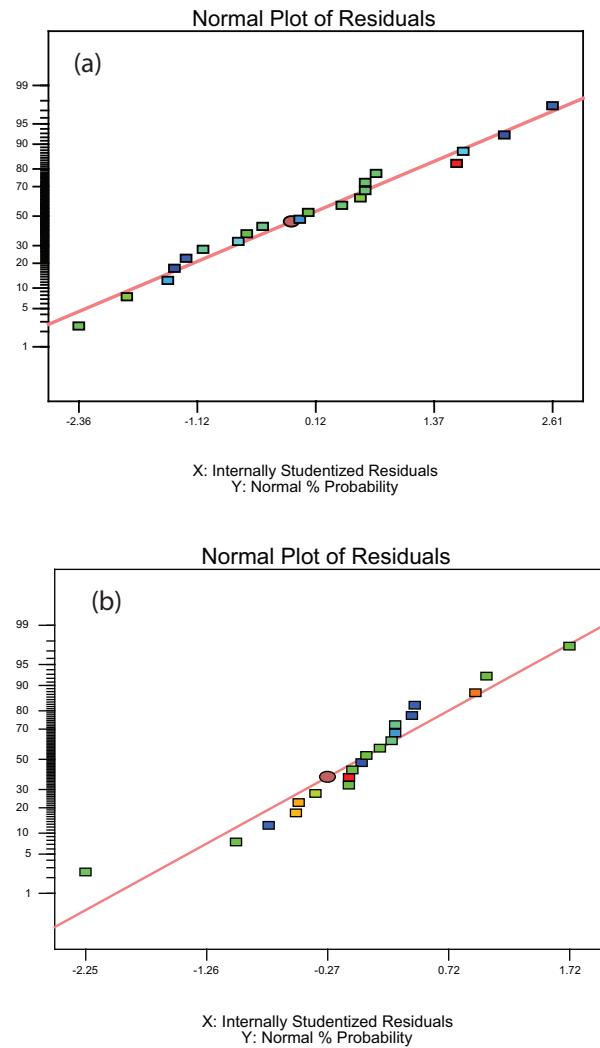 Normal Plot of Residuals
(a)
99
95
90
80
70
50
30
20
10
5
1
-2.36 -1.12 0.12 1.37 2.61
X: Internally Studentized Residuals
Y: Normal % Probability
Normal Plot of Residuals
(b)
99
95
90
80
70
50
30
20
10
5
1
-2.25 -1.26 -0.27 0.72 1.72
X: Internally Studentized Residuals
Y: Normal % Probability